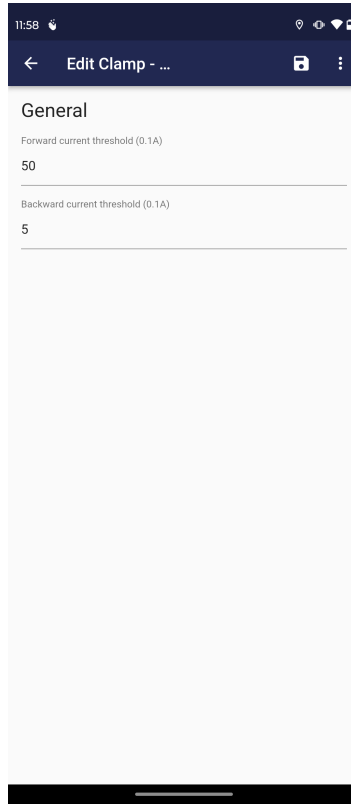 11:58
Edit Clamp - ...
General
Forward current threshold (0.1A)
50
Backward current threshold (0.1A)
5